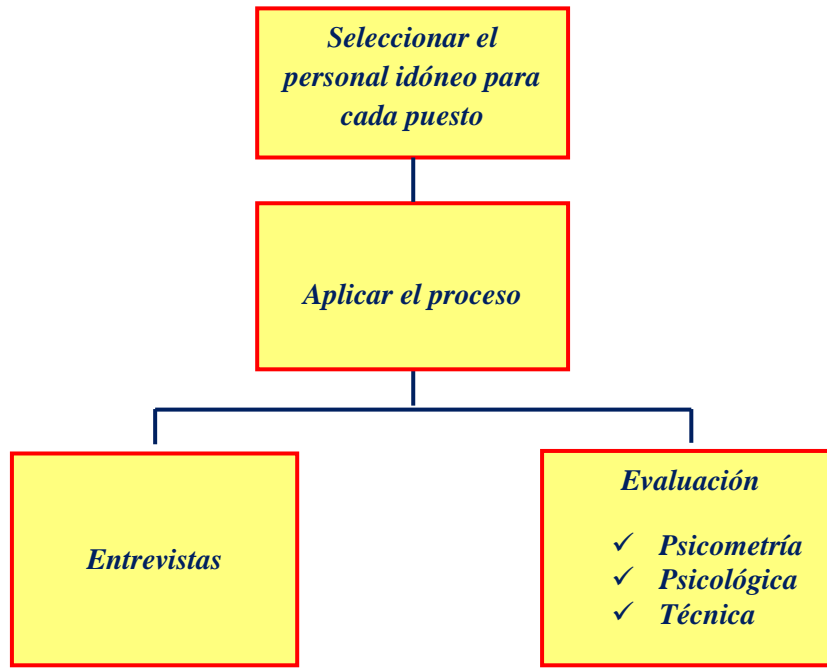 Seleccionar el
personal idóneo para
cada puesto
Aplicar el proceso
Entrevistas
Evaluación
✓ Psicometría
✓ Psicológica
✓ Técnica